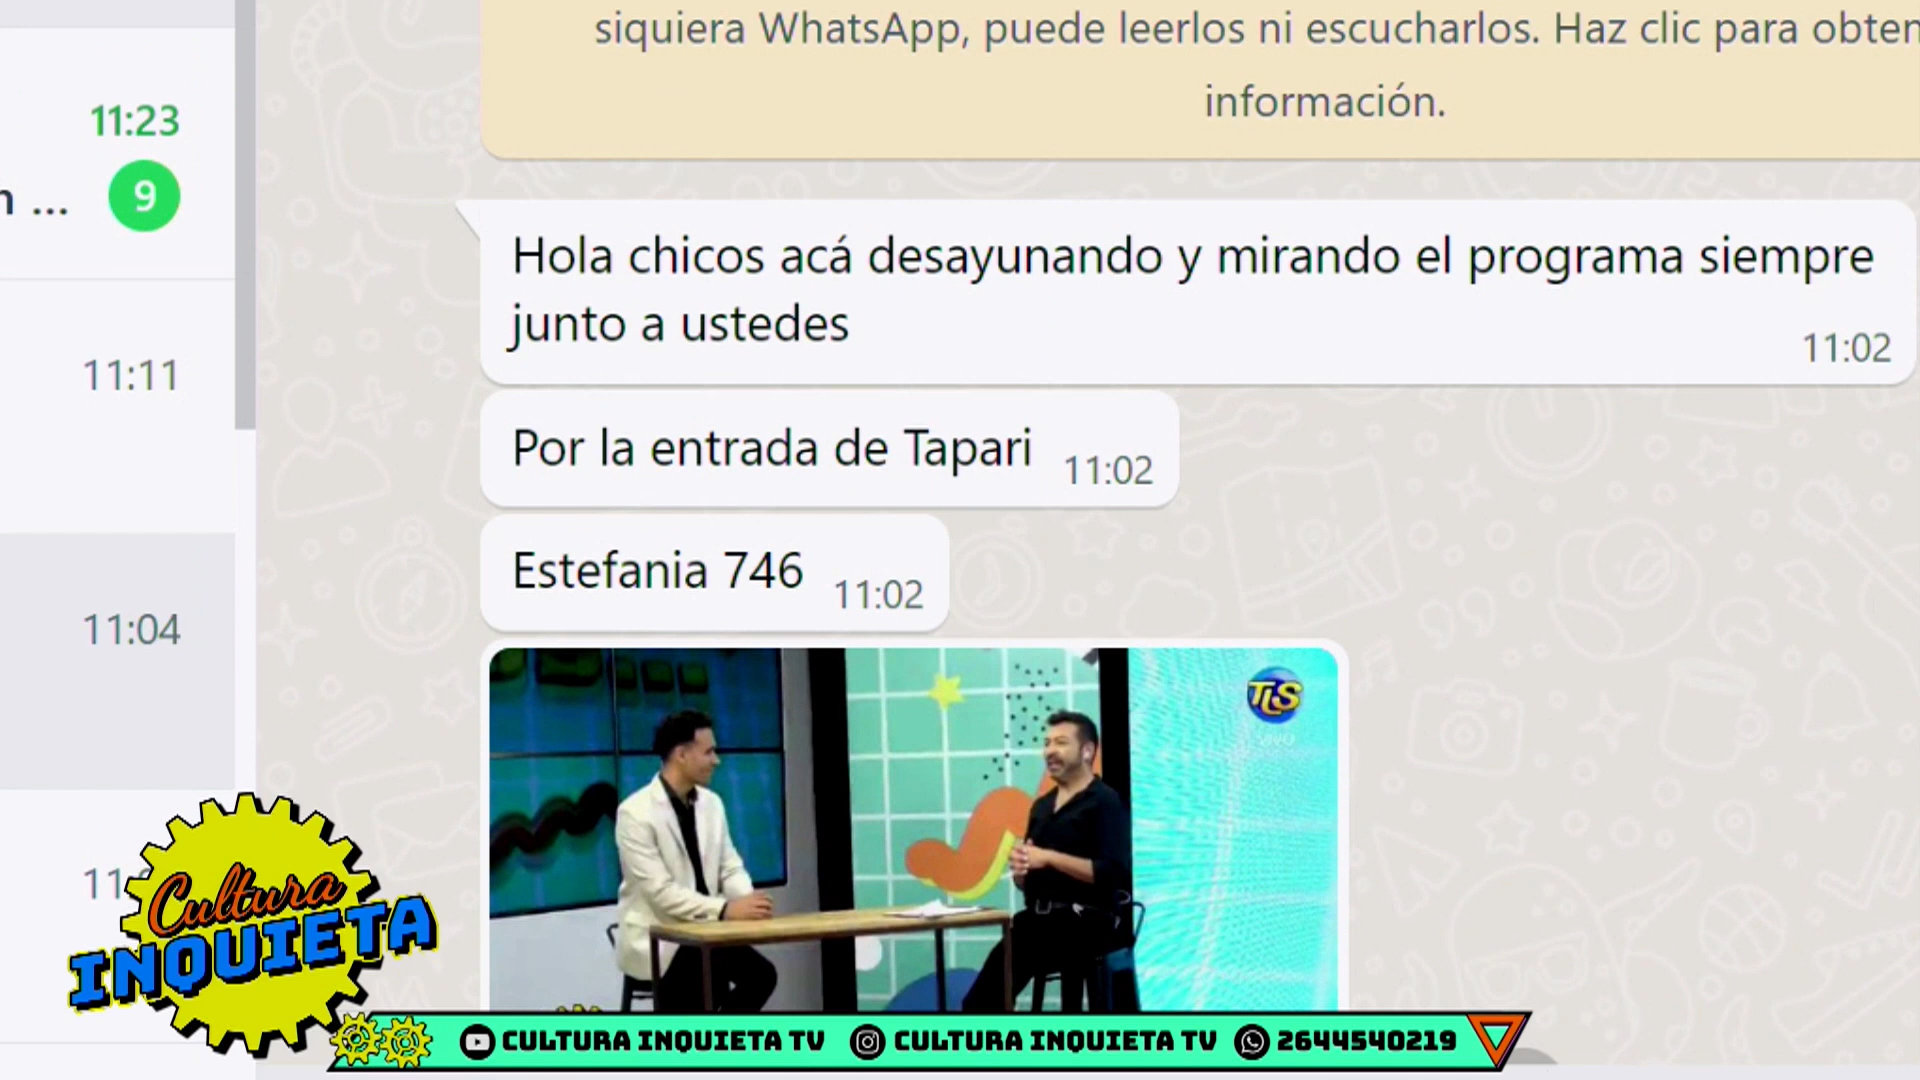 siquiera WhatsApp, puede leerlos ni escucharlos. Haz clic para
información.
11:23
9
11:11
11:04
Hola chicos acá desayunando y mirando el programa siempre
junto a ustedes
11:02
Por la entrada de Tapari 11:02
Estefania 746 11:02
TLS
VIVO
Cultura
INQUIETA
CULTURA INQUIETA TV CULTURA INQUIETA TV 2644540219